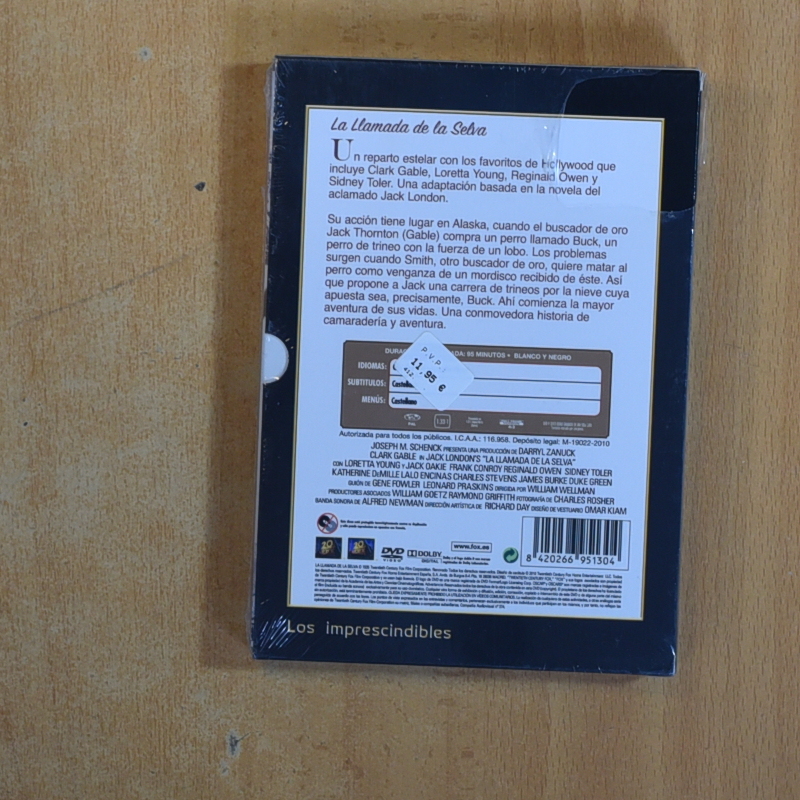 La Llamada de la Selva
Un reparto estelar con los favoritos de Hollywood que
incluye Clark Gable, Loretta Young, Reginald Owen y
Sidney Toler. Una adaptación basada en la novela del
aclamado Jack London.
Su acción tiene lugar en Alaska, cuando el buscador de oro
Jack Thornton (Gable) compra un perro llamado Buck, un
perro de trineo con la fuerza de un lobo. Los problemas
surgen cuando Smith, otro buscador de oro, quiere matar al
perro como venganza de un mordisco recibido de éste. Así
que propone a Jack una carrera de trineos por la nieve cuya
apuesta sea, precisamente, Buck. Ahí comienza la mayor
aventura de sus vidas. Una conmovedora historia de
camaradería y aventura.
95 MINUTOS • BLANCO Y NEGRO
P.V.P.
11.95 €
IDIOMAS:
SUBTITULOS:
MENÚS: Castellano
PAL
Autorizada para todos los públicos. I.C.A.A.: 116.958. Depósito legal: M-19022-2010
JOSEPH M. SCHENCK PRESENTA UNA PRODUCCIÓN DE DARRYL ZANUCK
CLARK GABLE EN JACK LONDON'S "LA LLAMADA DE LA SELVA"
CON LORETTA YOUNG Y JACK OAKIE FRANK CONROY REGINALD OWEN SIDNEY TOLER
KATHERINE DeMILLE LALO ENCINAS CHARLES STEVENS JAMES BURKE DUKE GREEN
GUIÓN DE GENE FOWLER LEONARD PRASKINS DIRIGIDA POR WILLIAM WELLMAN
PRODUCTORES ASOCIADOS WILLIAM GOETZ RAYMOND GRIFFITH FOTOGRAFÍA DE CHARLES ROSHER
BANDA SONORA DE ALFRED NEWMAN DIRECCIÓN ARTÍSTICA DE RICHARD DAY DISEÑO DE VESTUARIO OMAR KIAM
DVD VIDEO
DOLBY DIGITAL
www.fox.es
8 420266 951304
Los imprescindibles